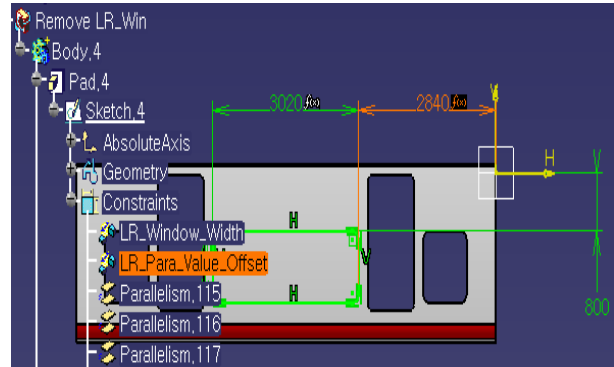 Remove LR_Win
Body.4
Pad.4
Sketch.4
AbsoluteAxis
Geometry
Constraints
LR_Window_Width
LR_Para_Value_Offset
Parallelism.115
Parallelism.116
Parallelism.117
3020 f(x)
2840 f(x)
V
H
V
H
V
H
800